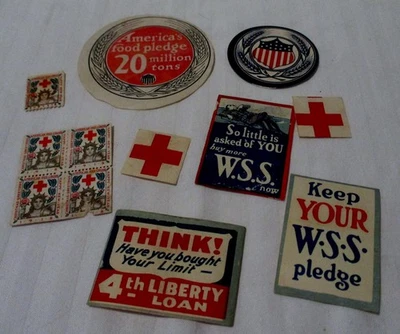 America's
food pledge
20 million
tons
So little is
asked of YOU
buy more
W.S.S.
now
Keep
YOUR
W·S·S·
pledge
THINK!
Have you bought
Your Limit—
4th LIBERTY
LOAN